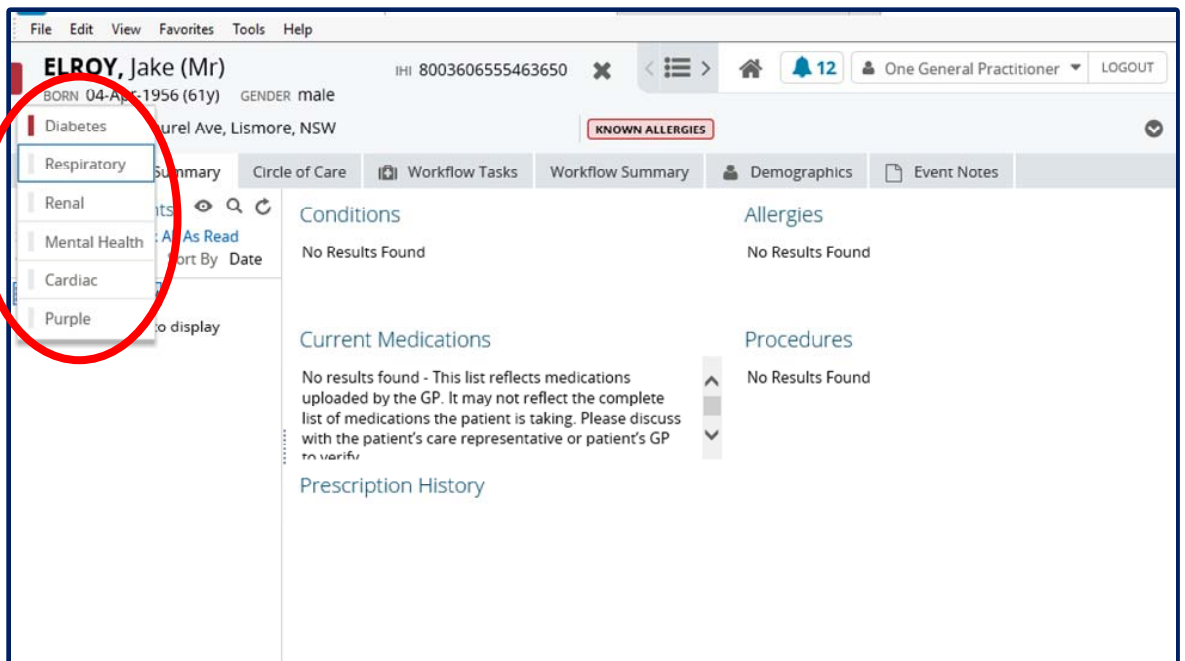 File Edit View Favorites Tools Help
ELROY, Jake (Mr) IHI 8003606555463650 12 One General Practitioner LOGOUT
BORN 04-Apr-1956 (61y) GENDER male
Diabetes urel Ave, Lismore, NSW KNOWN ALLERGIES
Respiratory Summary Circle of Care Workflow Tasks Workflow Summary Demographics Event Notes
Renal nts Conditions Allergies
Mental Health All As Read No Results Found No Results Found
Sort By Date
Cardiac
Purple to display
Current Medications Procedures
No results found - This list reflects medications No Results Found
uploaded by the GP. It may not reflect the complete
list of medications the patient is taking. Please discuss
with the patient's care representative or patient's GP
to verify
Prescription History